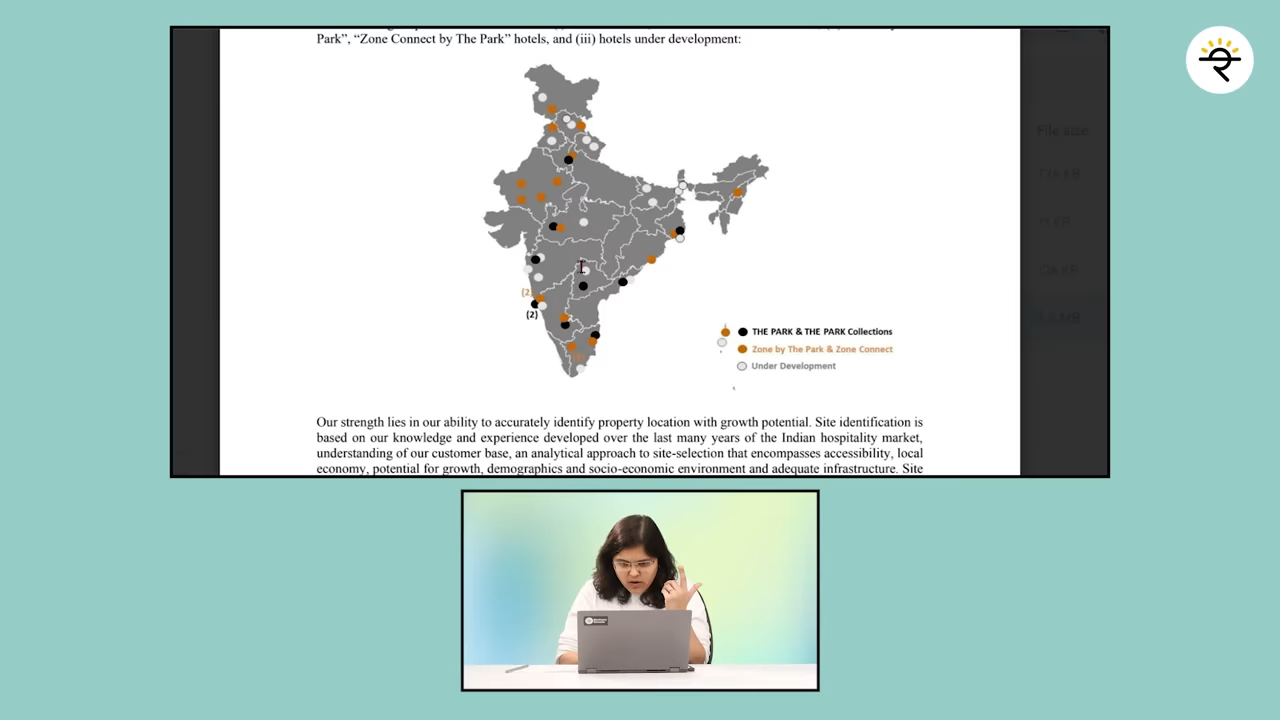 Park", "Zone Connect by The Park" hotels, and (iii) hotels under development:
File size
(2)
(2)
THE PARK & THE PARK Collections
Zone by The Park & Zone Connect
Under Development
Our strength lies in our ability to accurately identify property location with growth potential. Site identification is
based on our knowledge and experience developed over the last many years of the Indian hospitality market,
understanding of our customer base, an analytical approach to site-selection that encompasses accessibility, local
economy, potential for growth, demographics and socio-economic environment and adequate infrastructure. Site